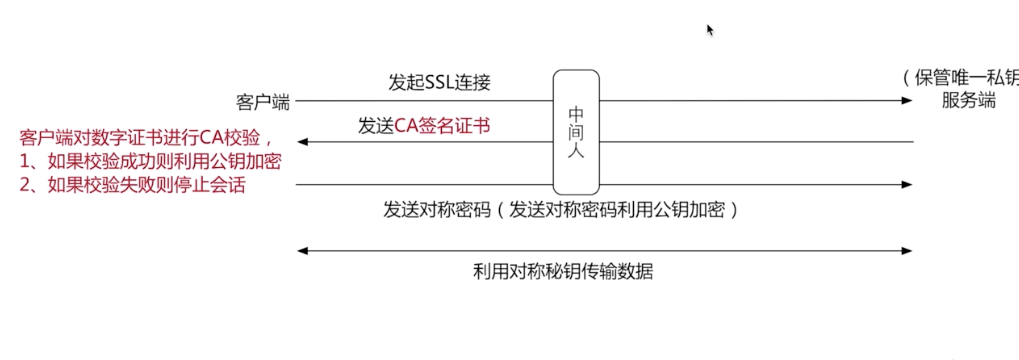 发起SSL连接
（保管唯一私钥
服务端
客户端
发送CA签名证书
中间人
客户端对数字证书进行CA校验，
1、如果校验成功则利用公钥加密
2、如果校验失败则停止会话
发送对称密码（发送对称密码利用公钥加密）
利用对称秘钥传输数据